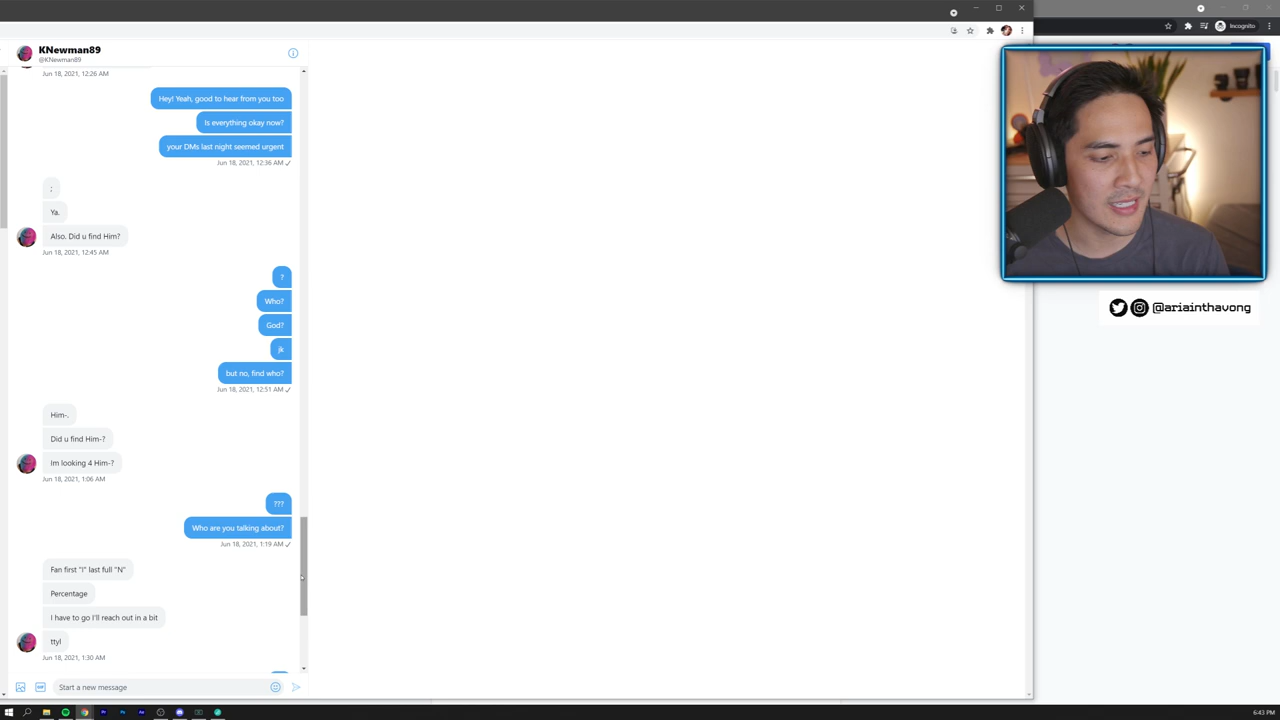 Incognito
KNewman89
@KNewman89
Jun 18, 2021, 12:26 AM
Hey! Yeah, good to hear from you too
Is everything okay now?
your DMs last night seemed urgent
Jun 18, 2021, 12:36 AM
;
Ya.
Also. Did u find Him?
Jun 18, 2021, 12:45 AM
?
Who?
God?
jk
but no, find who?
Jun 18, 2021, 12:51 AM
Him-.
Did u find Him-?
Im looking 4 Him-?
Jun 18, 2021, 1:06 AM
???
Who are you talking about?
Jun 18, 2021, 1:19 AM
Fan first "I" last full "N"
Percentage
I have to go I'll reach out in a bit
ttyl
Jun 18, 2021, 1:30 AM
GIF
Start a new message
@ariainthavong
6:43 PM